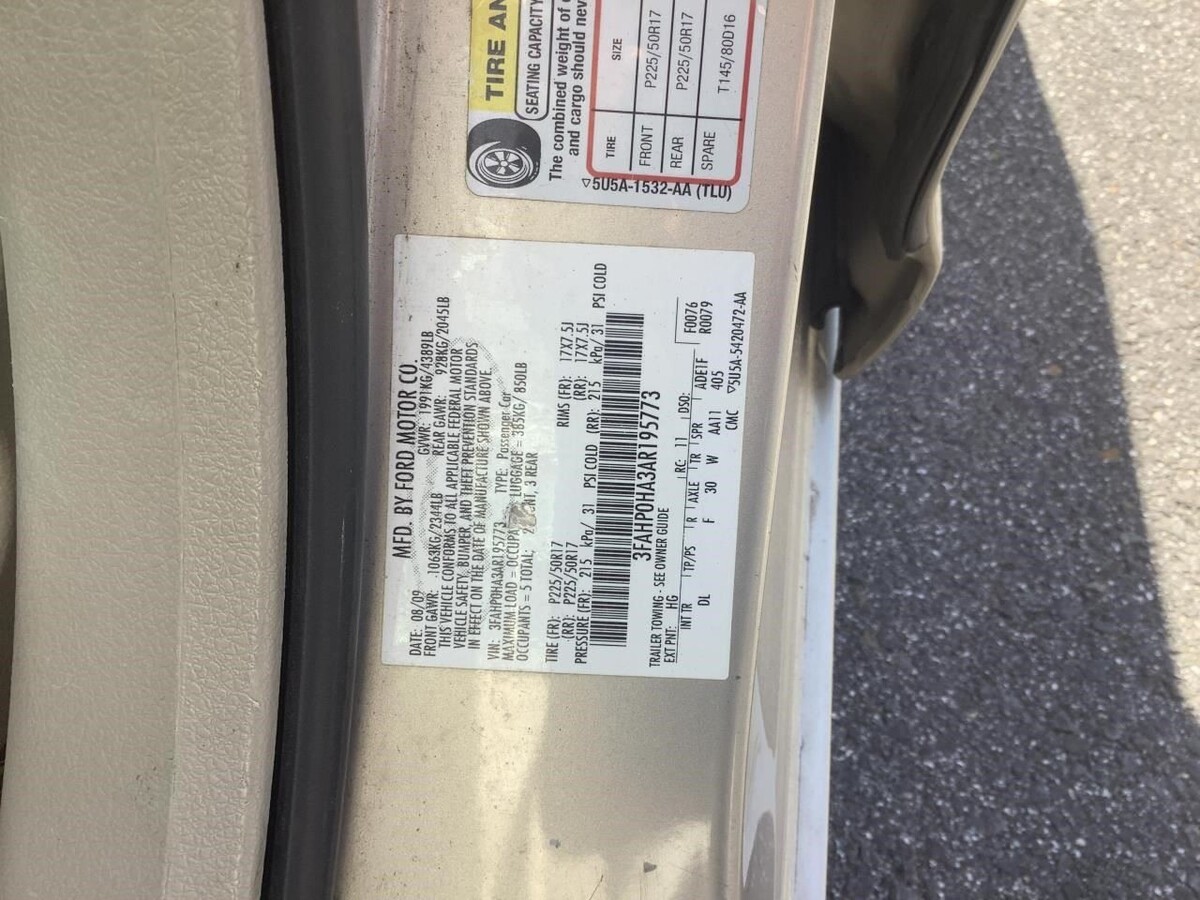 TIRE AN
SEATING CAPACITY
The combined weight of
and cargo should nev
TIRE SIZE
FRONT P225/50R17
REAR P225/50R17
SPARE T145/80D16
▽5U5A-1532-AA (TLU)
MFD. BY FORD MOTOR CO.
DATE: 08/09 GVWR: 1991KG/4389LB
FRONT GAWR: 1063KG/2344LB REAR GAWR: 928KG/2045LB
THIS VEHICLE CONFORMS TO ALL APPLICABLE FEDERAL MOTOR
VEHICLE SAFETY, BUMPER, AND THEFT PREVENTION STANDARDS
IN EFFECT ON THE DATE OF MANUFACTURE SHOWN ABOVE.
VIN: 3FAHP0HA3AR195773 TYPE: Passenger Car
MAXIMUM LOAD = OCCUPA LUGGAGE = 385KG/850LB
OCCUPANTS = 5 TOTAL; 2 NT, 3 REAR
TIRE (FR): P225/50R17 RIMS (FR): 17X7.5J
(RR): P225/50R17 (RR): 17X7.5J
PRESSURE (FR): 215 kPa/ 31 PSI COLD (RR): 215 kPa/ 31 PSI COLD
3FAHP0HA3AR195773
TRAILER TOWING - SEE OWNER GUIDE
EXT PNT: HG RC: 11 DSO: F0076
R0079
INT TR TP/PS R AXLE TR SPR ADE1F
DL F 30 W AA11 405
CMC ▽5U5A-5420472-AA